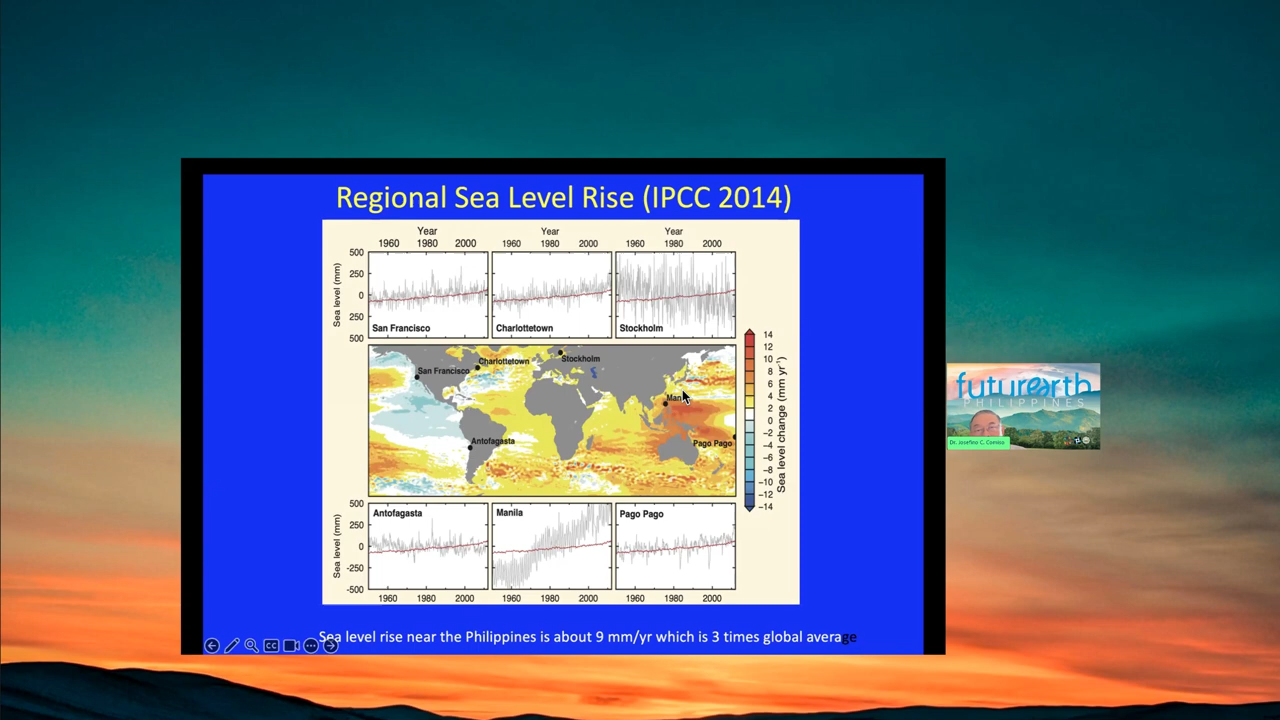 Regional Sea Level Rise (IPCC 2014)
Year Year Year
1960 1980 2000 1960 1980 2000 1960 1980 2000
500
250
0
250
500
Sea level (mm)
San Francisco Charlottetown Stockholm
Charlottetown
Stockholm
San Francisco
Man
Antofagasta
Pago Pago
14
12
10
8
6
4
2
0
−2
−4
−6
−8
−10
−12
−14
Sea level change (mm yr⁻¹)
500
250
0
-250
-500
Sea level (mm)
Antofagasta Manila Pago Pago
1960 1980 2000 1960 1980 2000 1960 1980 2000
Sea level rise near the Philippines is about 9 mm/yr which is 3 times global average
CC
futurearth
PHILIPPINES
Dr. Josefino C. Comiso